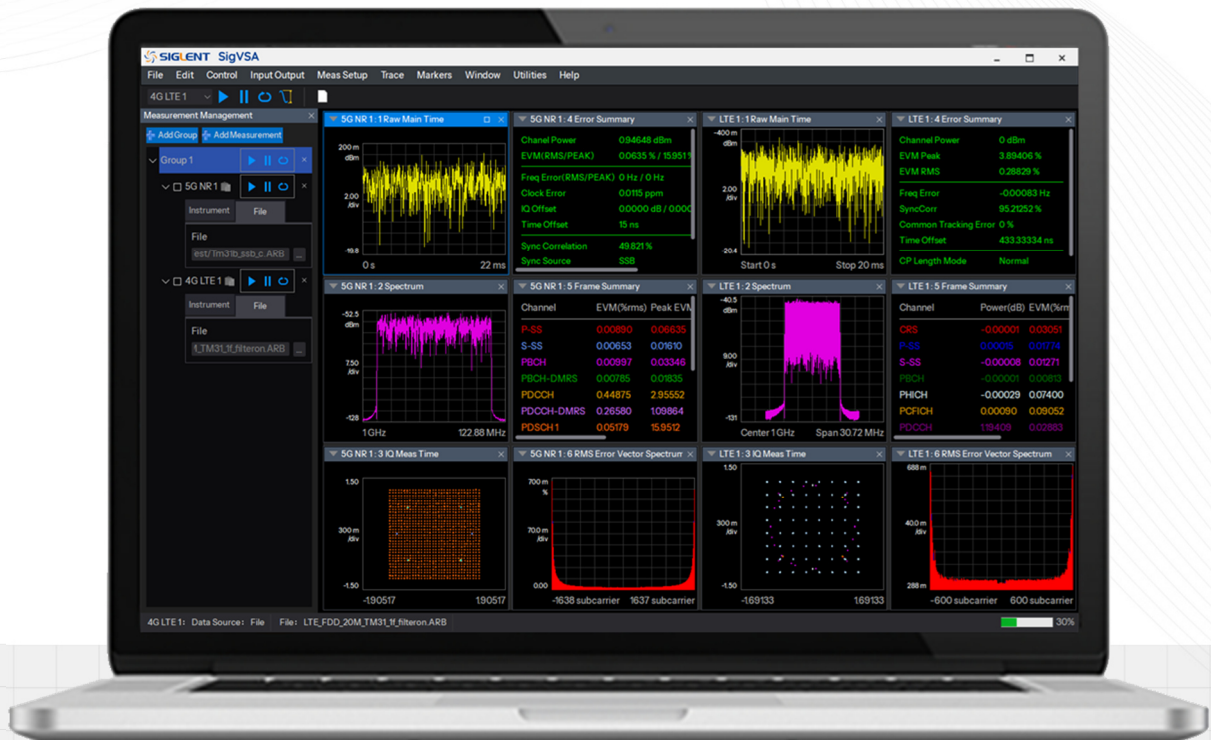 SIGLENT SigVSA
File Edit Control Input Output Meas Setup Trace Markers Window Utilities Help
4G LTE 1
Measurement Management
Add Group Add Measurement
Group 1
5G NR 1
Instrument File
File
est/Tm31b_ssb_c.ARB ...
4G LTE 1
Instrument File
File
f_TM31_1f_filteron.ARB ...
5G NR 1: 1 Raw Main Time
200 m
dBm
2.00
/div
-19.8
0 s 22 ms
5G NR 1: 4 Error Summary
Chanel Power 0.94648 dBm
EVM(RMS/PEAK) 0.0635 % / 15.9511
Freq Error(RMS/PEAK) 0 Hz / 0 Hz
Clock Error 0.0115 ppm
IQ Offset 0.0000 dB / 0.000
Time Offset 15 ns
Sync Correlation 49.821 %
Sync Source SSB
LTE 1: 1 Raw Main Time
-400 m
dBm
2.00
/div
-20.4
Start 0 s Stop 20 ms
LTE 1: 4 Error Summary
Channel Power 0 dBm
EVM Peak 3.89406 %
EVM RMS 0.28829 %
Freq Error -0.00083 Hz
SyncCorr 95.21252 %
Common Tracking Error 0 %
Time Offset 433.33334 ns
CP Length Mode Normal
5G NR 1: 2 Spectrum
-52.5
dBm
7.50
/div
-128
1 GHz 122.88 MHz
5G NR 1: 5 Frame Summary
Channel EVM(%rms) Peak EVM
P-SS 0.00890 0.06635
S-SS 0.00653 0.01610
PBCH 0.00997 0.03346
PBCH-DMRS 0.00785 0.01835
PDCCH 0.44875 2.95552
PDCCH-DMRS 0.26580 1.09864
PDSCH 1 0.05179 15.9512
LTE 1: 2 Spectrum
-40.5
dBm
9.00
/div
-131
Center 1 GHz Span 30.72 MHz
LTE 1: 5 Frame Summary
Channel Power(dB) EVM(%rm
CRS -0.000001 0.03051
P-SS 0.00015 0.01774
S-SS -0.00008 0.01271
PBCH -0.00001 0.00813
PHICH -0.00029 0.07400
PCFICH 0.00090 0.09052
PDCCH 1.19409 0.02883
5G NR 1: 3 IQ Meas Time
1.50
300 m
/div
-1.50
-1.90517 1.90517
5G NR 1: 6 RMS Error Vector Spectrum
700 m
%
70.0 m
/div
0.00
-1638 subcarrier 1637 subcarrier
LTE 1: 3 IQ Meas Time
1.50
300 m
/div
-1.50
-1.69133 1.69133
LTE 1: 6 RMS Error Vector Spectrum
688 m
40.0 m
/div
288 m
-600 subcarrier 600 subcarrier
4G LTE 1: Data Source: File File: LTE_FDD_20M_TM31_1f_filteron.ARB
30%